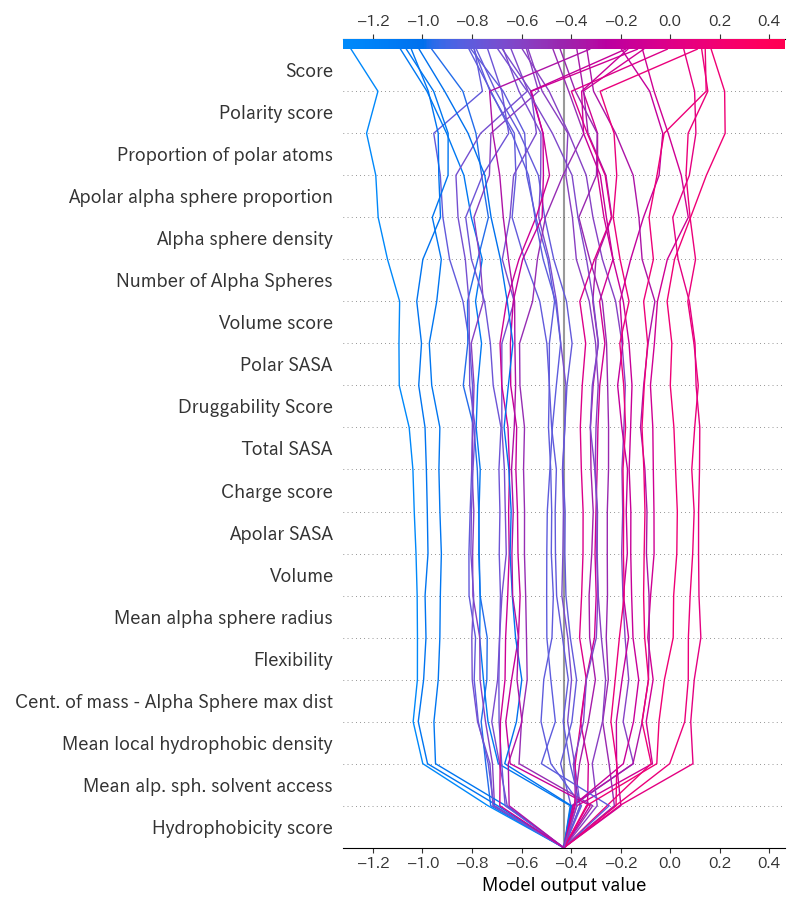 −1.2 −1.0 −0.8 −0.6 −0.4 −0.2 0.0 0.2 0.4
Score
Polarity score
Proportion of polar atoms
Apolar alpha sphere proportion
Alpha sphere density
Number of Alpha Spheres
Volume score
Polar SASA
Druggability Score
Total SASA
Charge score
Apolar SASA
Volume
Mean alpha sphere radius
Flexibility
Cent. of mass - Alpha Sphere max dist
Mean local hydrophobic density
Mean alp. sph. solvent access
Hydrophobicity score
−1.2 −1.0 −0.8 −0.6 −0.4 −0.2 0.0 0.2 0.4
Model output value